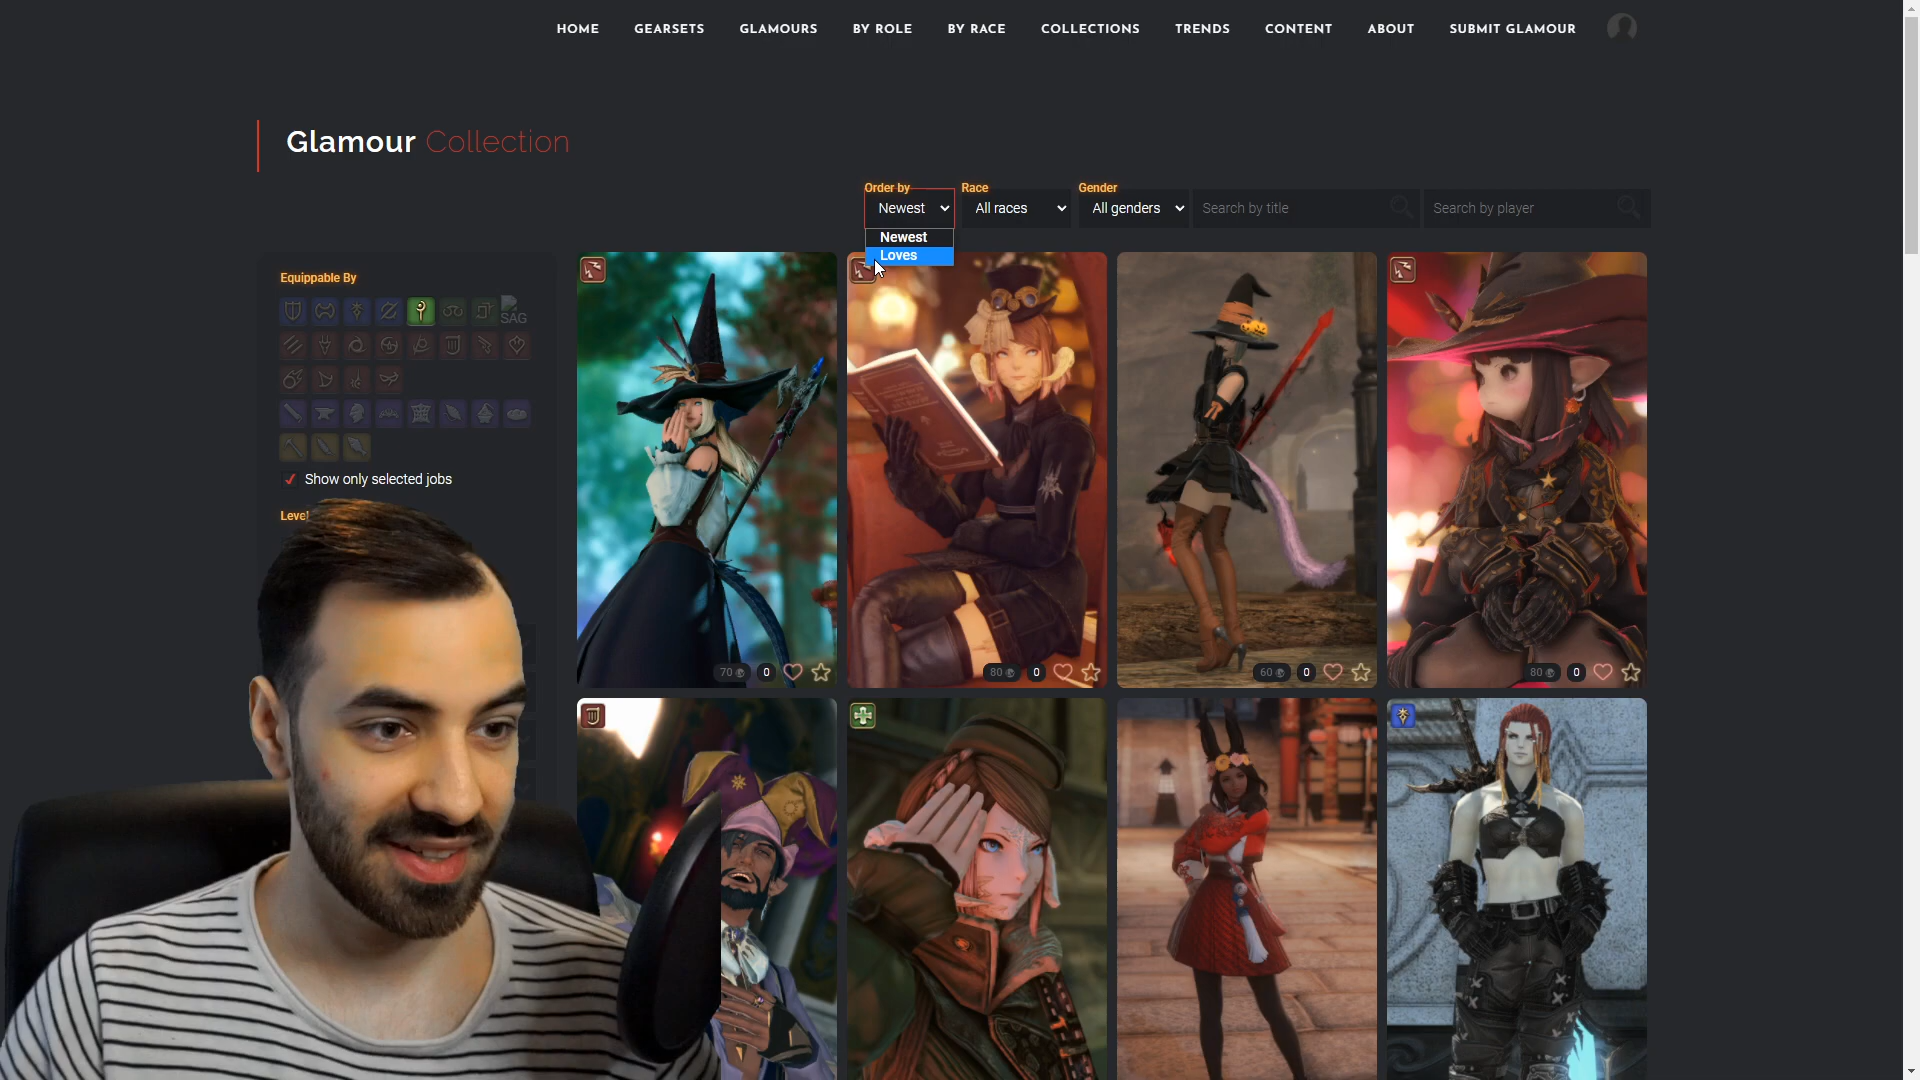 HOME GEARSETS GLAMOURS BY ROLE BY RACE COLLECTIONS TRENDS CONTENT ABOUT SUBMIT GLAMOUR
Glamour Collection
Order by Race Gender
Newest All races All genders Search by title Search by player
Newest
Loves
Equippable By
SAG
Show only selected jobs
Level
70 0
80 0
60 0
80 0